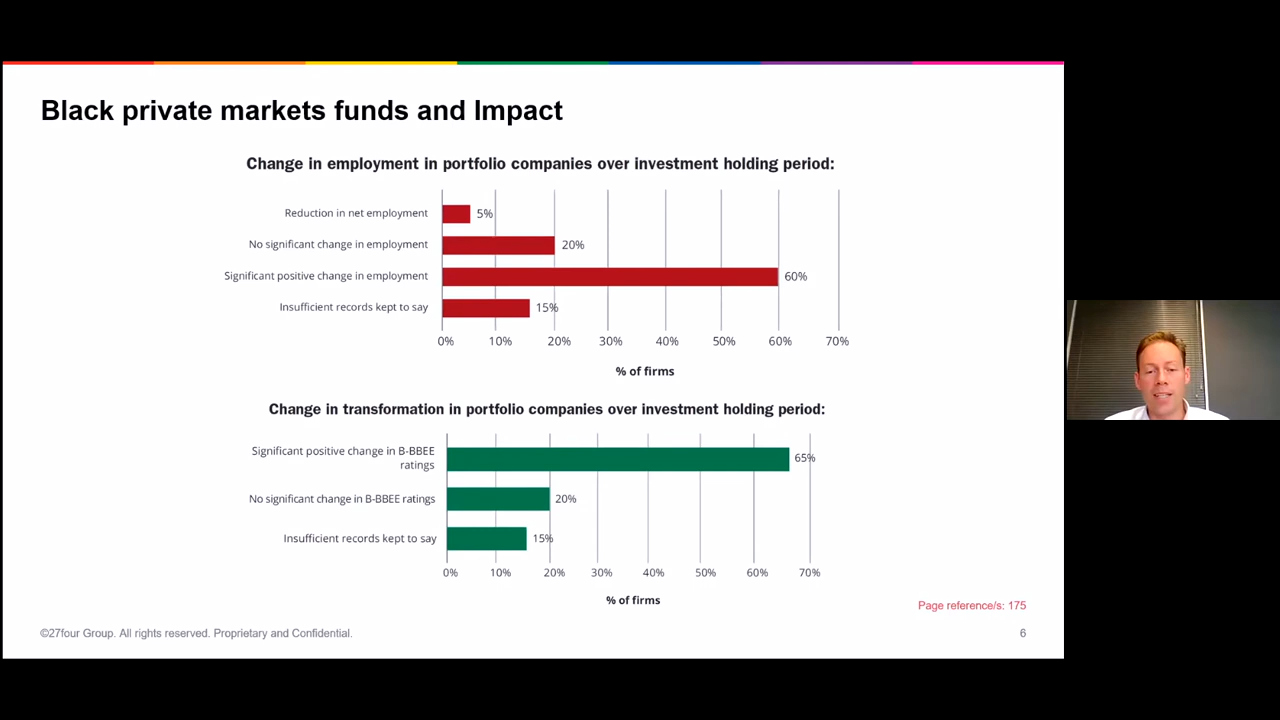 Black private markets funds and Impact
Change in employment in portfolio companies over investment holding period:
Reduction in net employment
5%
No significant change in employment
20%
Significant positive change in employment
60%
Insufficient records kept to say
15%
0% 10% 20% 30% 40% 50% 60% 70%
% of firms
Change in transformation in portfolio companies over investment holding period:
Significant positive change in B-BBEE
ratings
65%
No significant change in B-BBEE ratings
20%
Insufficient records kept to say
15%
0% 10% 20% 30% 40% 50% 60% 70%
% of firms
Page reference/s: 175
©27four Group. All rights reserved. Proprietary and Confidential.
6